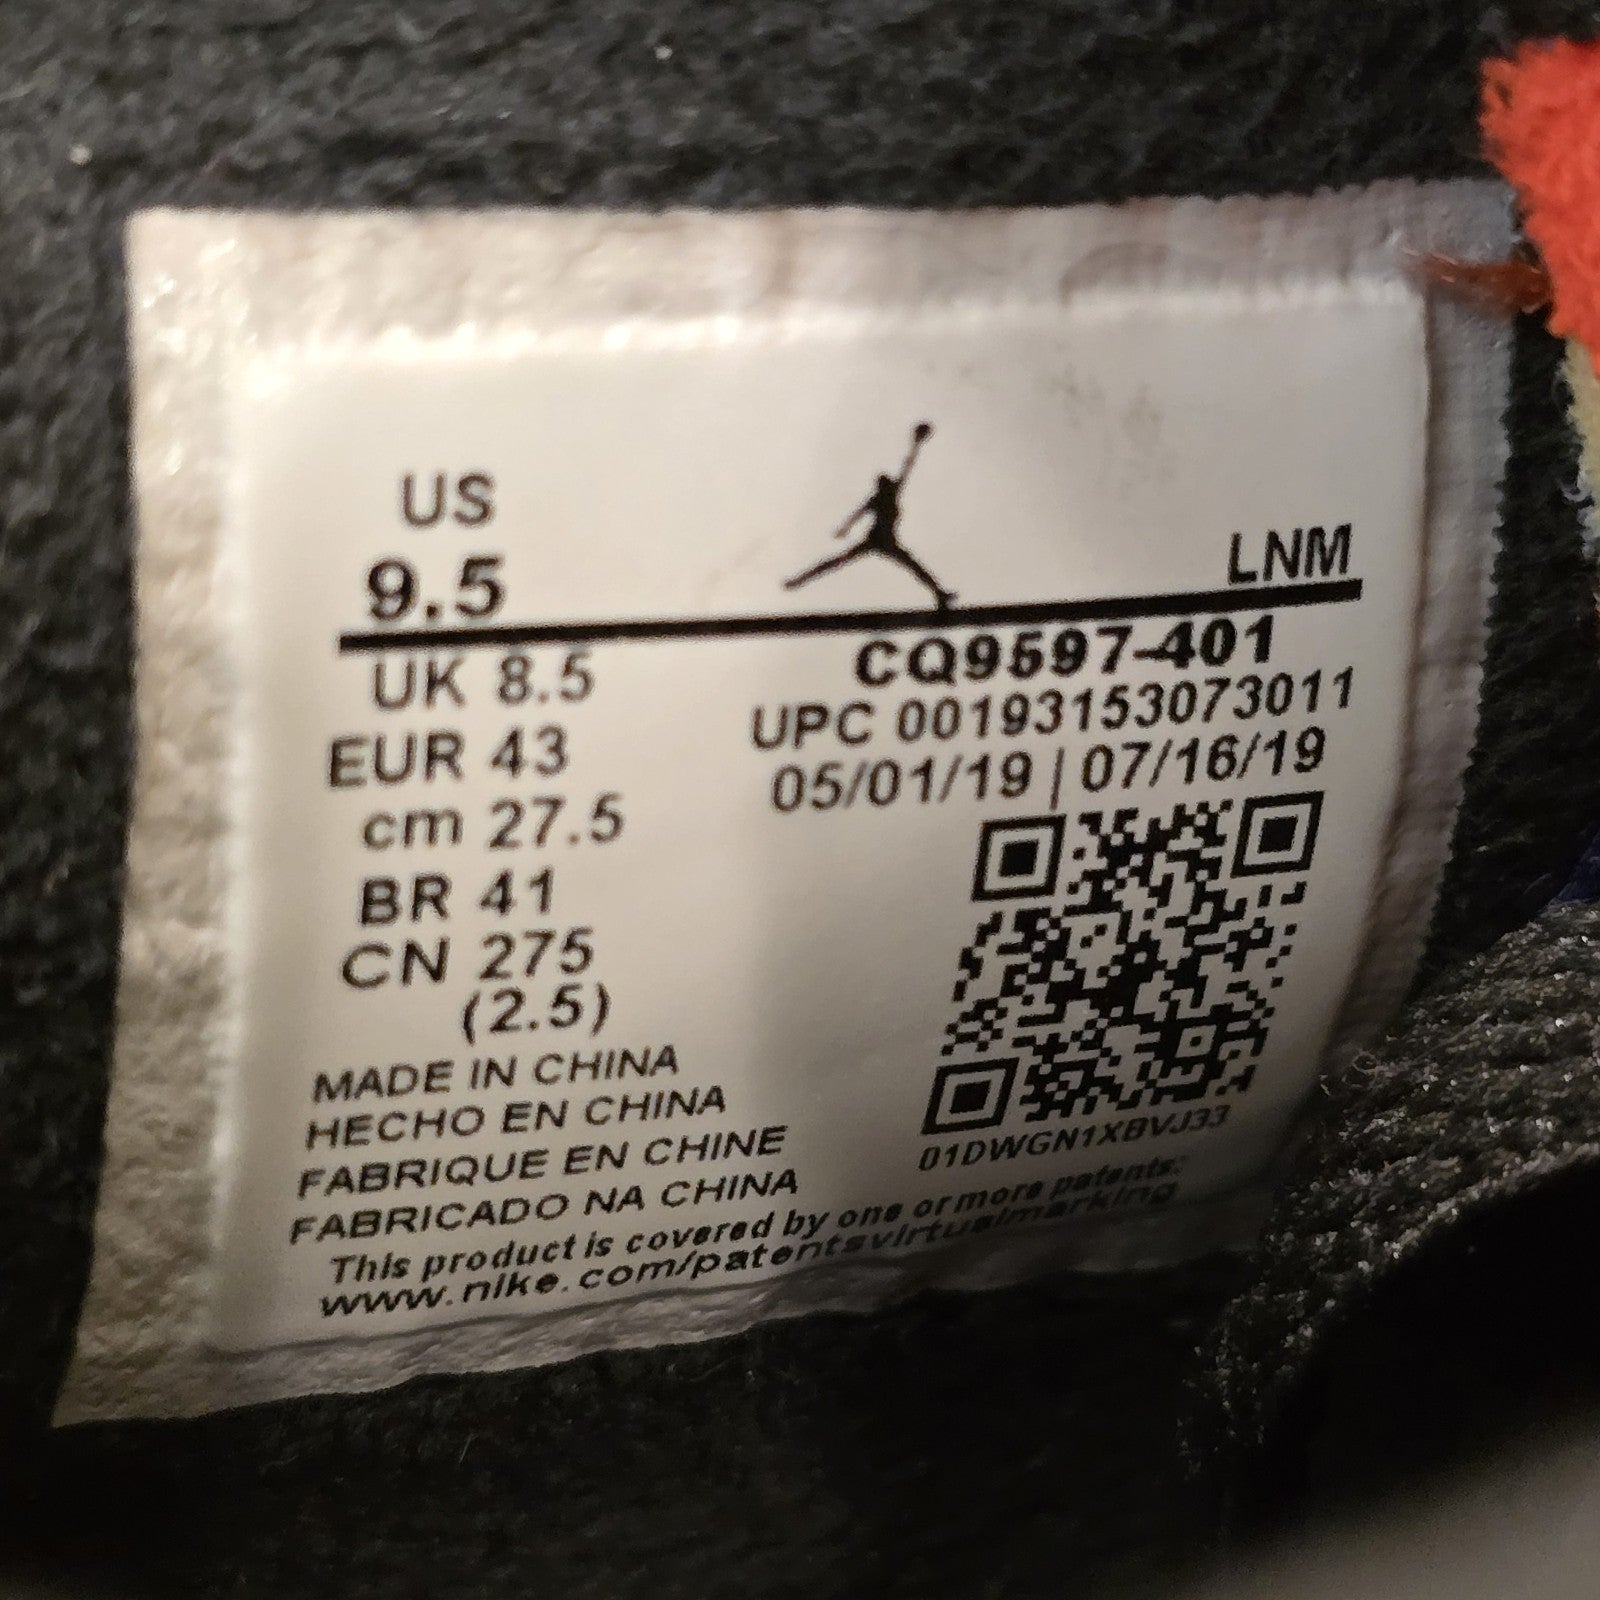 US
9.5
LNM
UK 8.5
EUR 43
cm 27.5
BR 41
CN 275
(2.5)
CQ9597-401
UPC 00193153073011
05/01/19 | 07/16/19
01DWGN1XBVJ33
MADE IN CHINA
HECHO EN CHINA
FABRIQUE EN CHINE
FABRICADO NA CHINA
This product is covered by one or more patents:
www.nike.com/patentsvirtualmarking